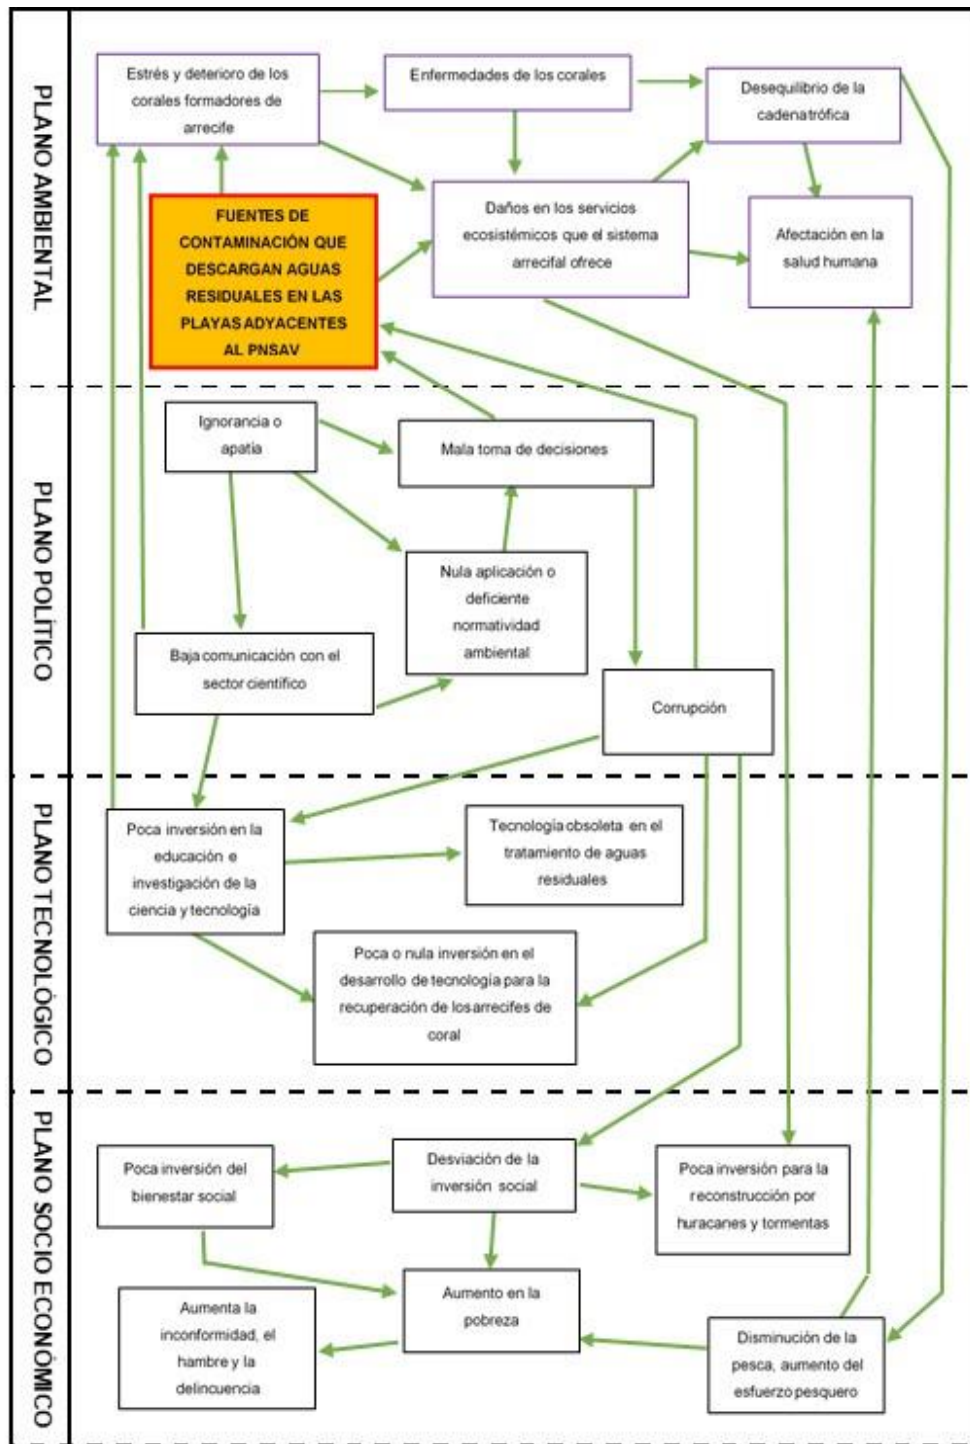 PLANO AMBIENTAL
Estrés y deterioro de los
corales formadores de
arrecife
Enfermedades de los corales
Desequilibrio de la
cadenatrófica
FUENTES DE
CONTAMINACIÓN QUE
DESCARGAN AGUAS
RESIDUALES EN LAS
PLAYAS ADYACENTES
AL PNSAV
Daños en los servicios
ecosistémicos que el sistema
arrecifal ofrece
Afectación en la
salud humana
PLANO POLÍTICO
Ignorancia o
apatía
Mala toma de decisiones
Nula aplicación o
deficiente
normatividad
ambiental
Baja comunicación con el
sector científico
Corrupción
PLANO TECNOLÓGICO
Poca inversión en la
educación e
investigación de la
ciencia y tecnología
Tecnología obsoleta en el
tratamiento de aguas
residuales
Poca o nula inversión en el
desarrollo de tecnología para la
recuperación de losarrecifes de
coral
PLANO SOCIO ECONÓMICO
Poca inversión del
bienestar social
Desviación de la
inversión social
Poca inversión para la
reconstrucción por
huracanes y tormentas
Aumenta la
inconformidad, el
hambre y la
delincuencia
Aumento en la
pobreza
Disminución de la
pesca, aumento del
esfuerzo pesquero